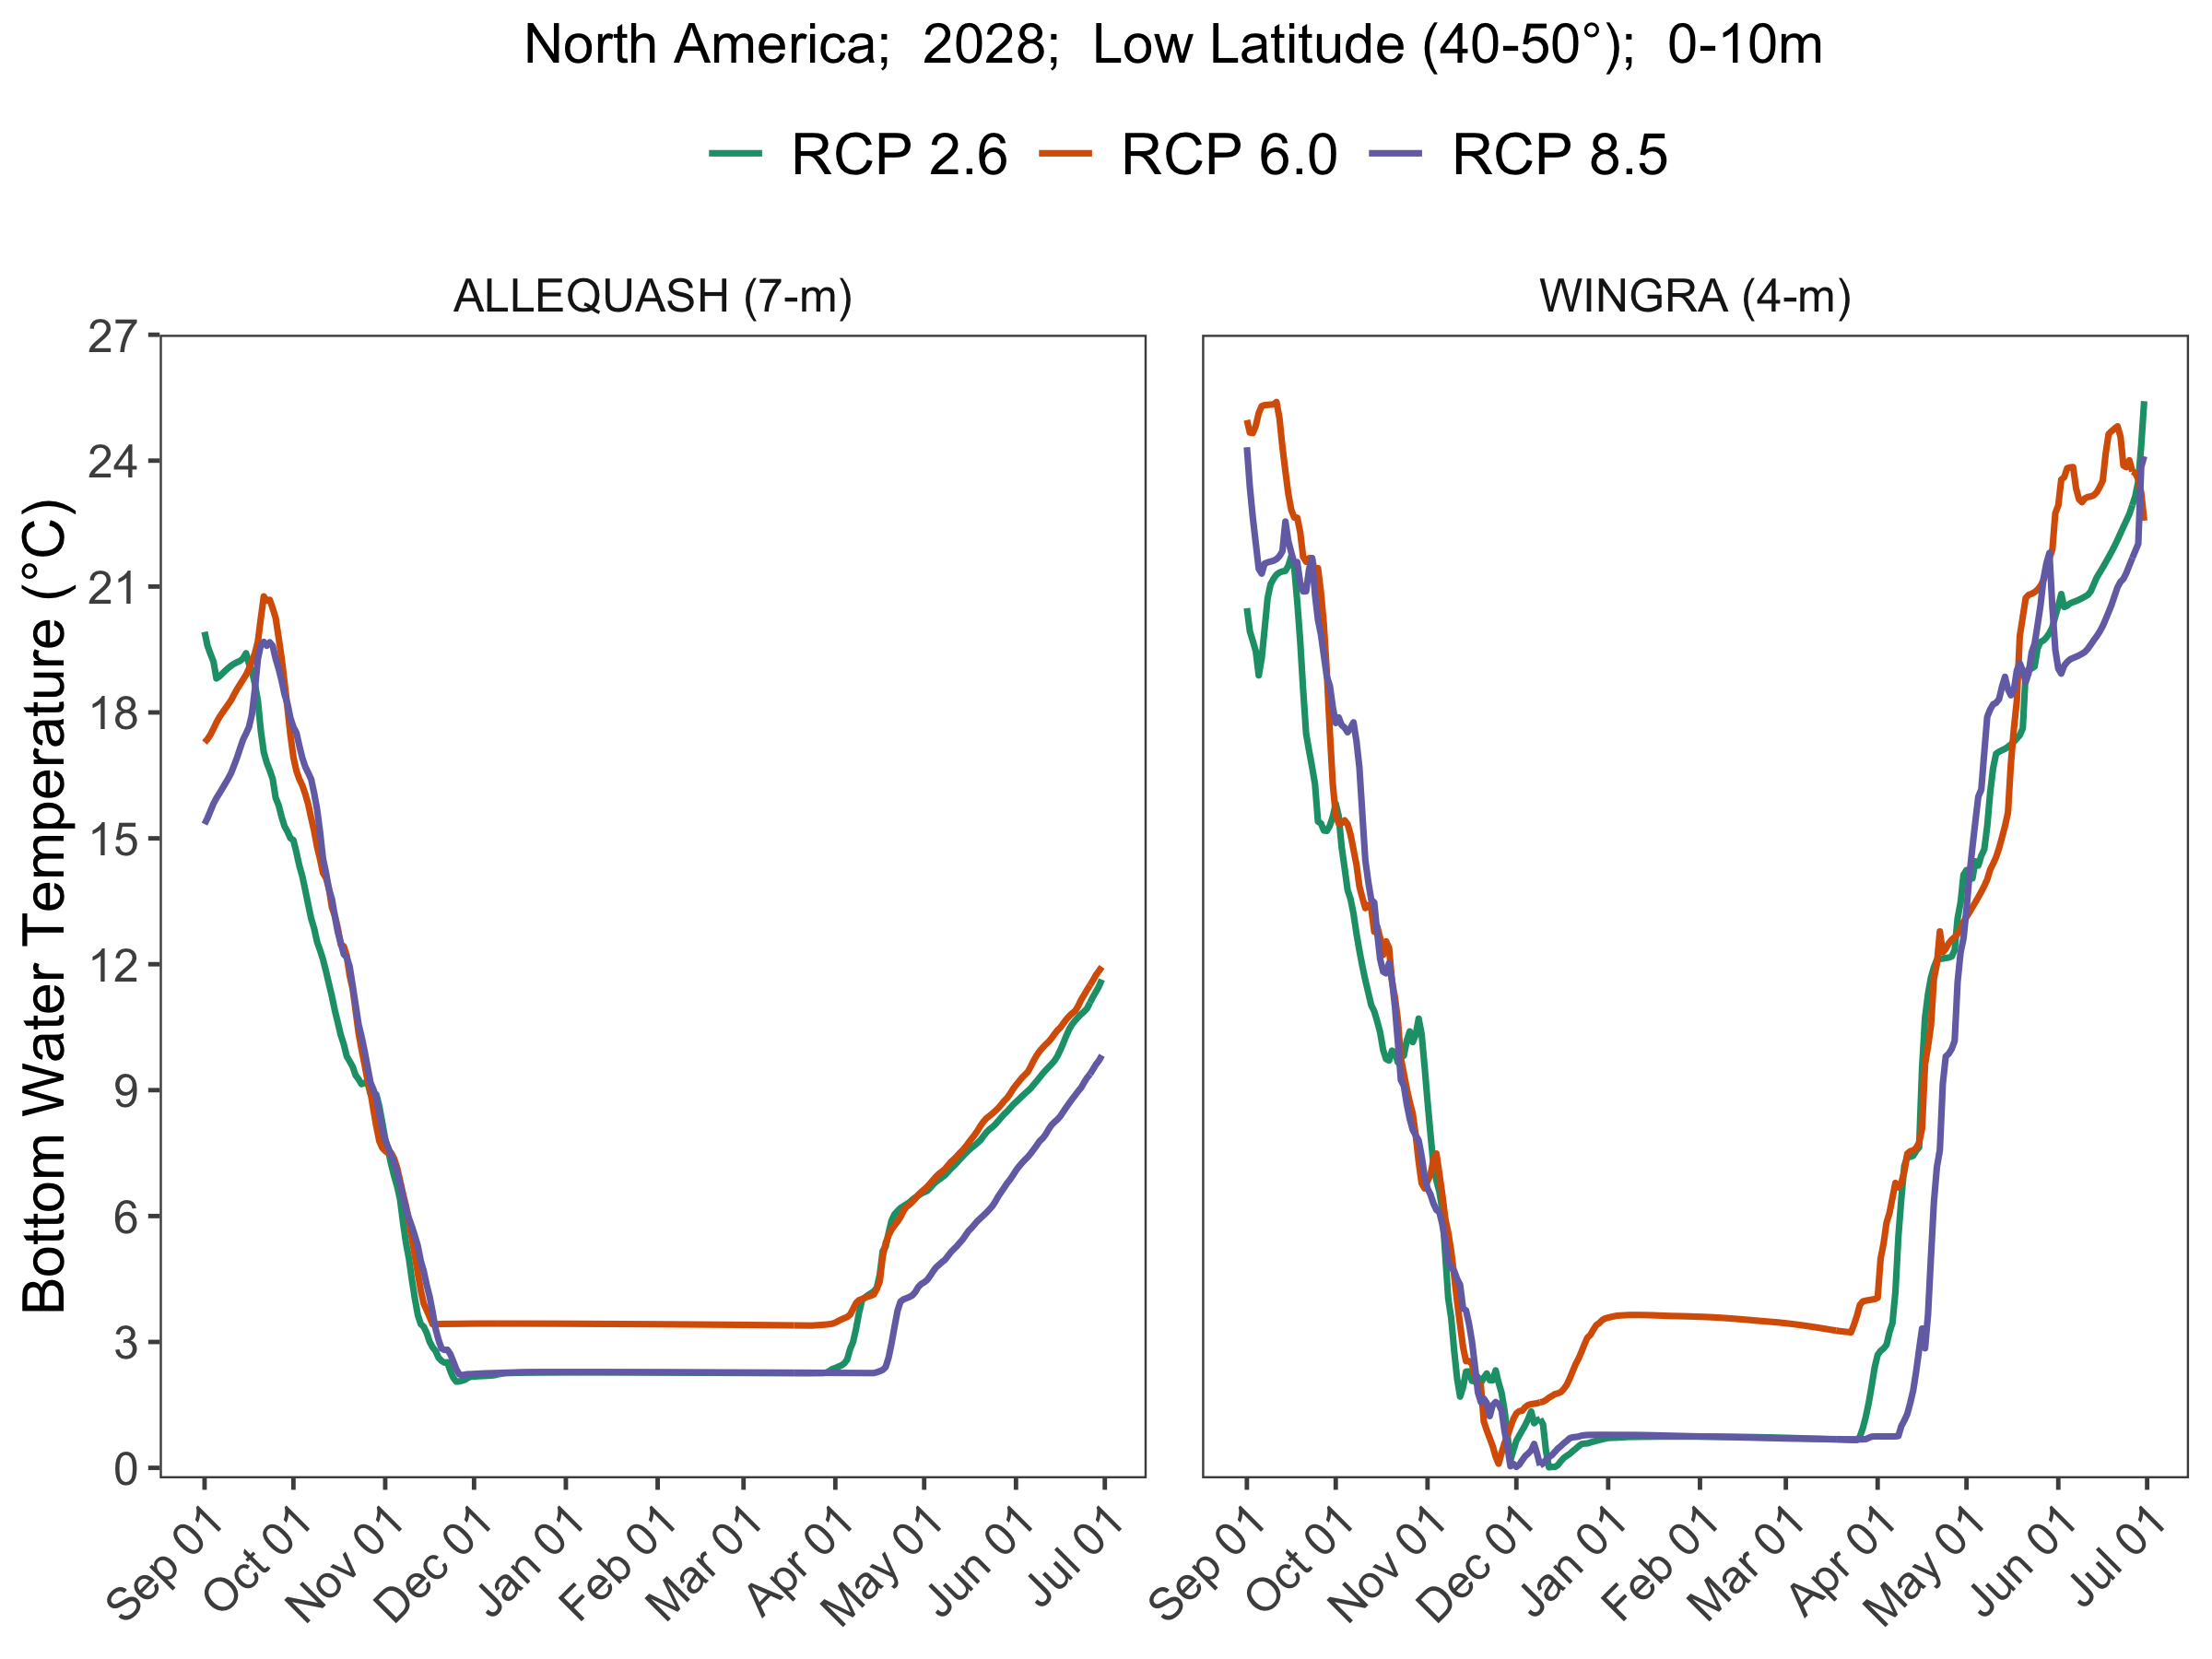 North America;  2028;  Low Latitude (40-50°);  0-10m
RCP 2.6 RCP 6.0 RCP 8.5
ALLEQUASH (7-m)
WINGRA (4-m)
Bottom Water Temperature (°C)
27
24
21
18
15
12
9
6
3
0
Sep 01 Oct 01 Nov 01 Dec 01 Jan 01 Feb 01 Mar 01 Apr 01 May 01 Jun 01 Jul 01
Sep 01 Oct 01 Nov 01 Dec 01 Jan 01 Feb 01 Mar 01 Apr 01 May 01 Jun 01 Jul 01